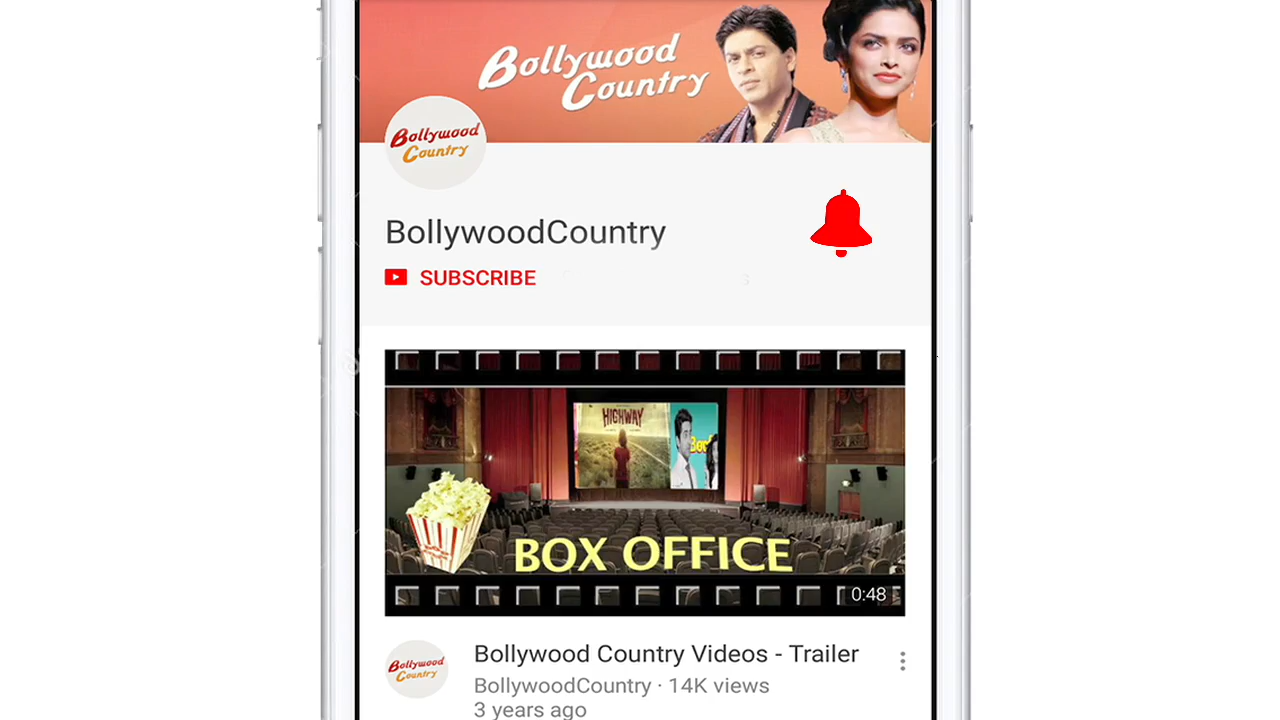 Bollywood
Country
Bollywood
Country
BollywoodCountry
SUBSCRIBE
HIGHWAY
BOX OFFICE
0:48
Bollywood Country Videos - Trailer
Bollywood
Country
BollywoodCountry · 14K views
3 years ago